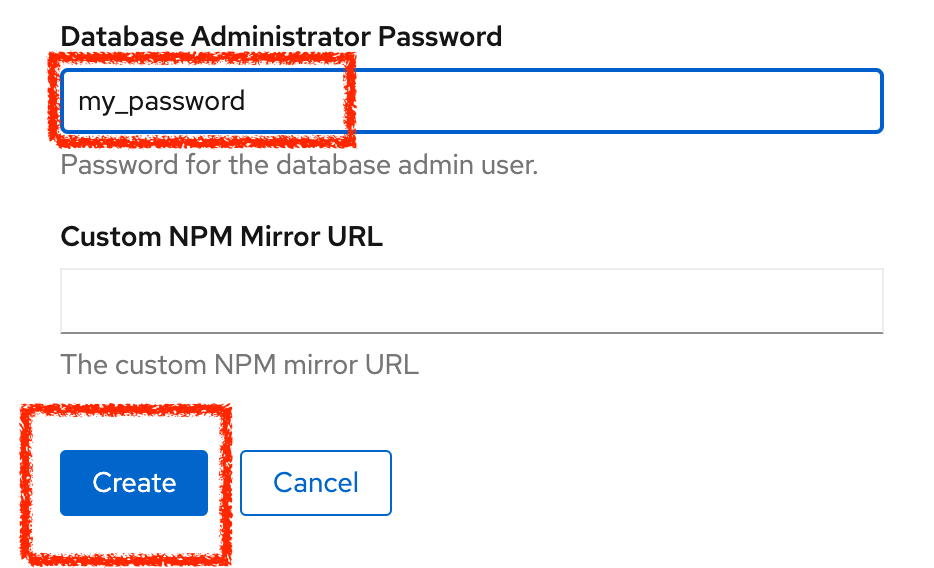 Database Administrator Password
my_password
Password for the database admin user.
Custom NPM Mirror URL
The custom NPM mirror URL
Create
Cancel